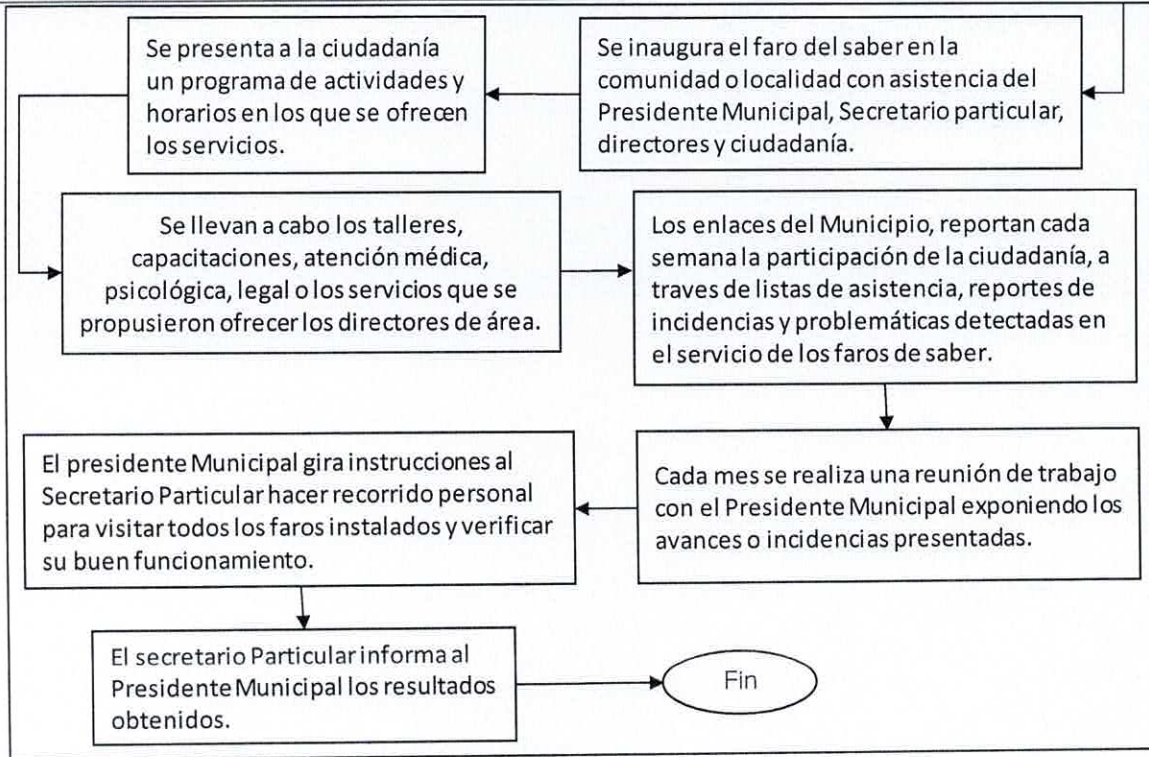 Se presenta a la ciudadanía
un programa de actividades y
horarios en los que se ofrecen
los servicios.
Se inaugura el faro del saber en la
comunidad o localidad con asistencia del
Presidente Municipal, Secretario particular,
directores y ciudadanía.
Se llevan a cabo los talleres,
capacitaciones, atención médica,
psicológica, legal o los servicios que se
propusieron ofrecer los directores de área.
Los enlaces del Municipio, reportan cada
semana la participación de la ciudadanía, a
traves de listas de asistencia, reportes de
incidencias y problemáticas detectadas en
el servicio de los faros de saber.
El presidente Municipal gira instrucciones al
Secretario Particular hacer recorrido personal
para visitar todos los faros instalados y verificar
su buen funcionamiento.
Cada mes se realiza una reunión de trabajo
con el Presidente Municipal exponiendo los
avances o incidencias presentadas.
El secretario Particular informa al
Presidente Municipal los resultados
obtenidos.
Fin